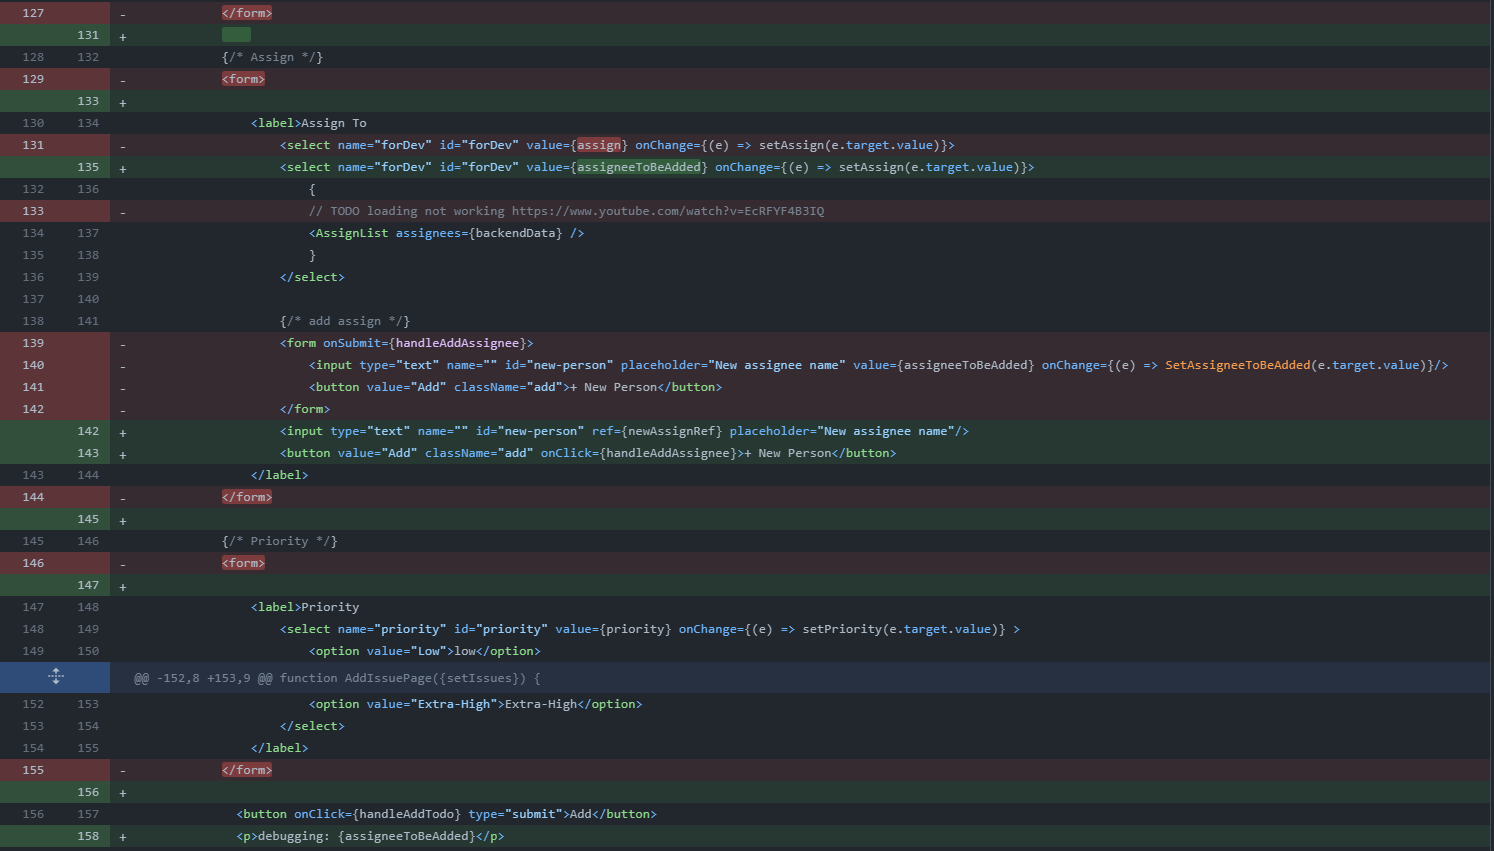 127 - </form>
131 +
128 132 {/* Assign */}
129 - <form>
133 +
130 134 <label>Assign To
131 - <select name="forDev" id="forDev" value={assign} onChange={(e) => setAssign(e.target.value)}>
135 + <select name="forDev" id="forDev" value={assigneeToBeAdded} onChange={(e) => setAssign(e.target.value)}>
132 136 {
133 - // TODO loading not working https://www.youtube.com/watch?v=EcRFYF4B3IQ
134 137 <AssignList assignees={backendData} />
135 138 }
136 139 </select>
137 140
138 141 {/* add assign */}
139 - <form onSubmit={handleAddAssignee}>
140 - <input type="text" name="" id="new-person" placeholder="New assignee name" value={assigneeToBeAdded} onChange={(e) => SetAssigneeToBeAdded(e.target.value)}/>
141 - <button value="Add" className="add">+ New Person</button>
142 - </form>
142 + <input type="text" name="" id="new-person" ref={newAssignRef} placeholder="New assignee name"/>
143 + <button value="Add" className="add" onClick={handleAddAssignee}>+ New Person</button>
143 144 </label>
144 - </form>
145 +
145 146 {/* Priority */}
146 - <form>
147 +
147 148 <label>Priority
148 149 <select name="priority" id="priority" value={priority} onChange={(e) => setPriority(e.target.value)} >
149 150 <option value="Low">low</option>
@@ -152,8 +153,9 @@ function AddIssuePage({setIssues}) {
152 153 <option value="Extra-High">Extra-High</option>
153 154 </select>
154 155 </label>
155 - </form>
156 +
156 157 <button onClick={handleAddTodo} type="submit">Add</button>
158 + <p>debugging: {assigneeToBeAdded}</p>